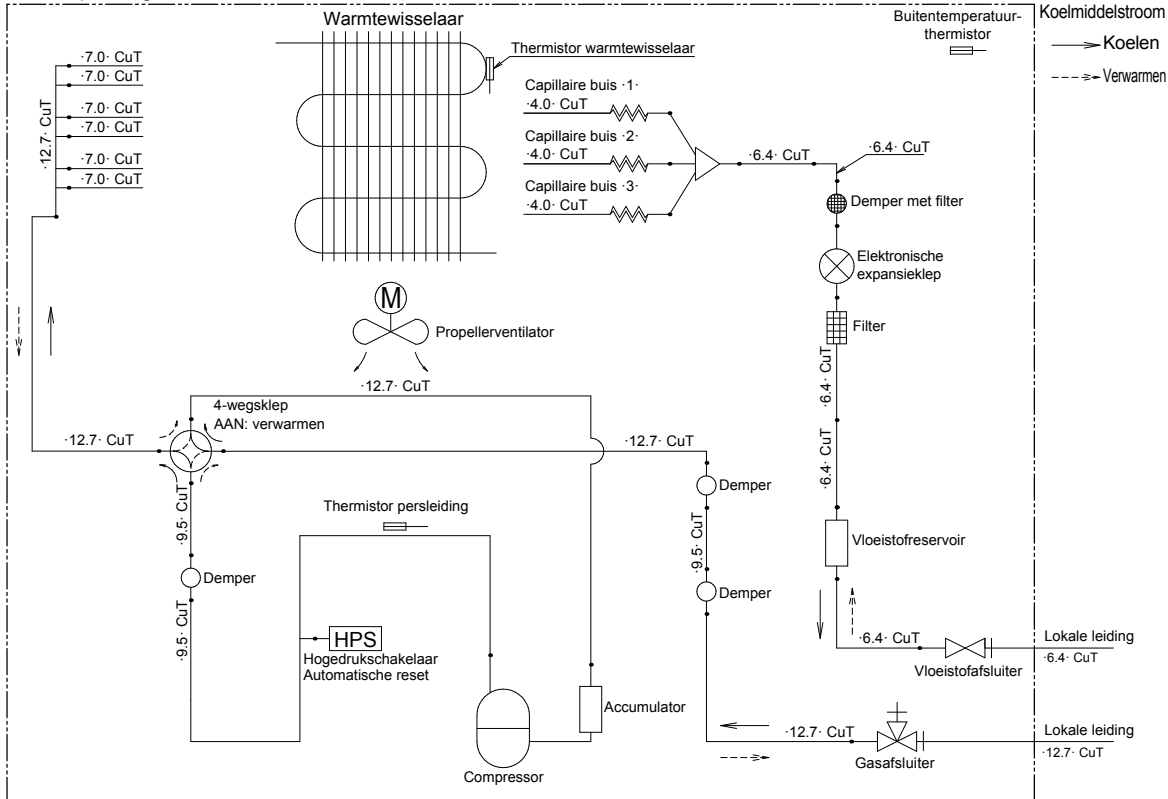 Warmtewisselaar
Buitentemperatuur-
thermistor
Koelmiddelstroom
Koelen
Verwarmen
·7.0· CuT
·7.0· CuT
·7.0· CuT
·7.0· CuT
·7.0· CuT
·7.0· CuT
·12.7· CuT
Thermistor warmtewisselaar
Capillaire buis ·1·
·4.0· CuT
Capillaire buis ·2·
·4.0· CuT
Capillaire buis ·3·
·4.0· CuT
·6.4· CuT
·6.4· CuT
Demper met filter
Elektronische
expansieklep
Filter
·6.4· CuT
·6.4· CuT
M
Propellerventilator
·12.7· CuT
4-wegsklep
AAN: verwarmen
·12.7· CuT
·12.7· CuT
·9.5· CuT
Demper
·9.5· CuT
Thermistor persleiding
HPS
Hogedrukschakelaar
Automatische reset
Compressor
Accumulator
Demper
·9.5· CuT
Demper
Vloeistofreservoir
·6.4· CuT
Vloeistofafsluiter
Lokale leiding
·6.4· CuT
·12.7· CuT
Gasafsluiter
Lokale leiding
·12.7· CuT